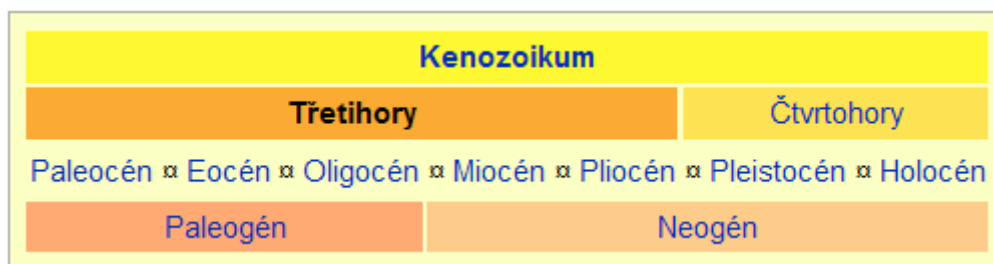 Kenozoikum
Třetihory Čtvrtohory
Paleocén ¤ Eocén ¤ Oligocén ¤ Miocén ¤ Pliocén ¤ Pleistocén ¤ Holocén
Paleogén Neogén